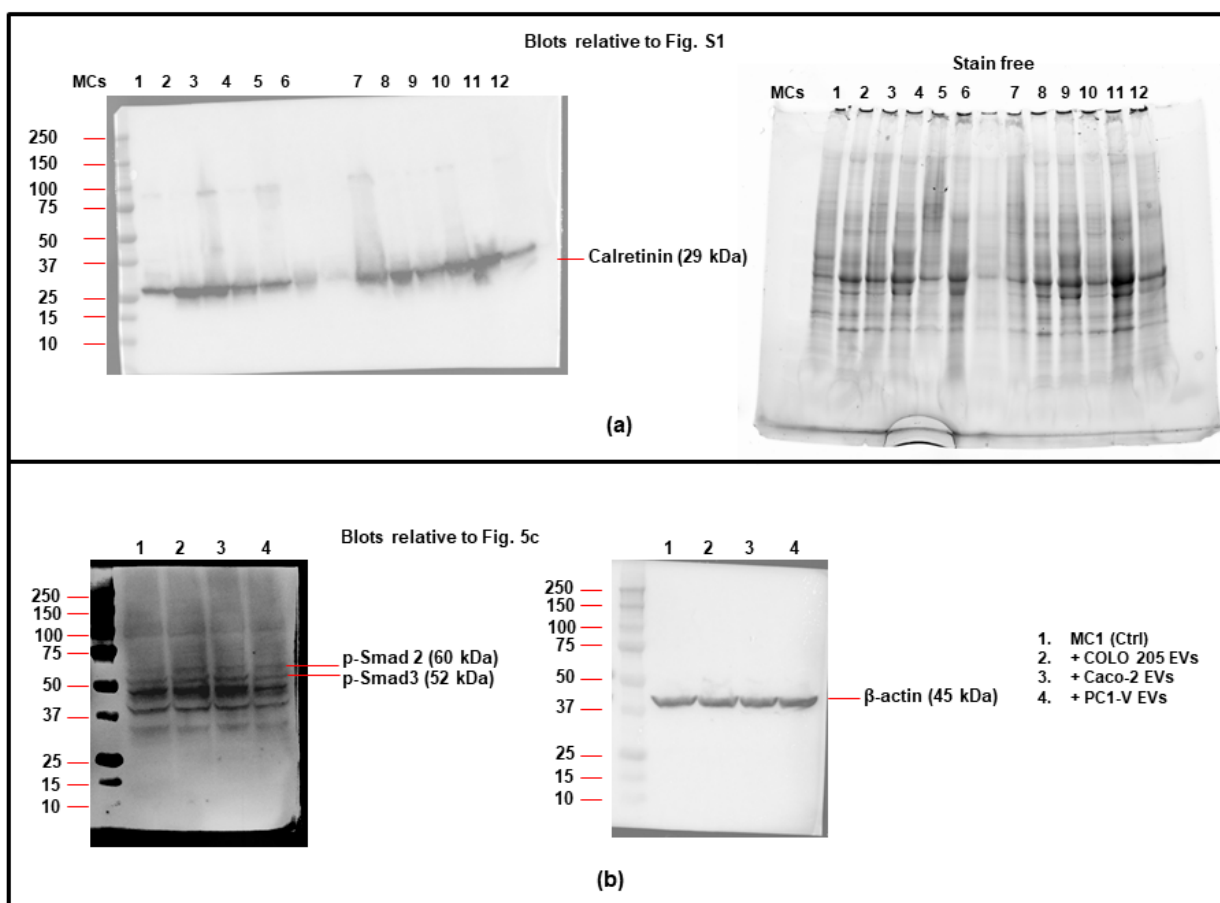 Blots relative to Fig. S1
MCs 1 2 3 4 5 6 7 8 9 10 11 12
250
150
100
75
50
37
25
15
10
Calretinin (29 kDa)
Stain free
MCs 1 2 3 4 5 6 7 8 9 10 11 12
(a)
Blots relative to Fig. 5c
1 2 3 4
250
150
100
75
50
37
25
15
10
p-Smad 2 (60 kDa)
p-Smad3 (52 kDa)
1 2 3 4
250
150
100
75
50
37
25
15
10
β-actin (45 kDa)
1. MC1 (Ctrl)
2. + COLO 205 EVs
3. + Caco-2 EVs
4. + PC1-V EVs
(b)